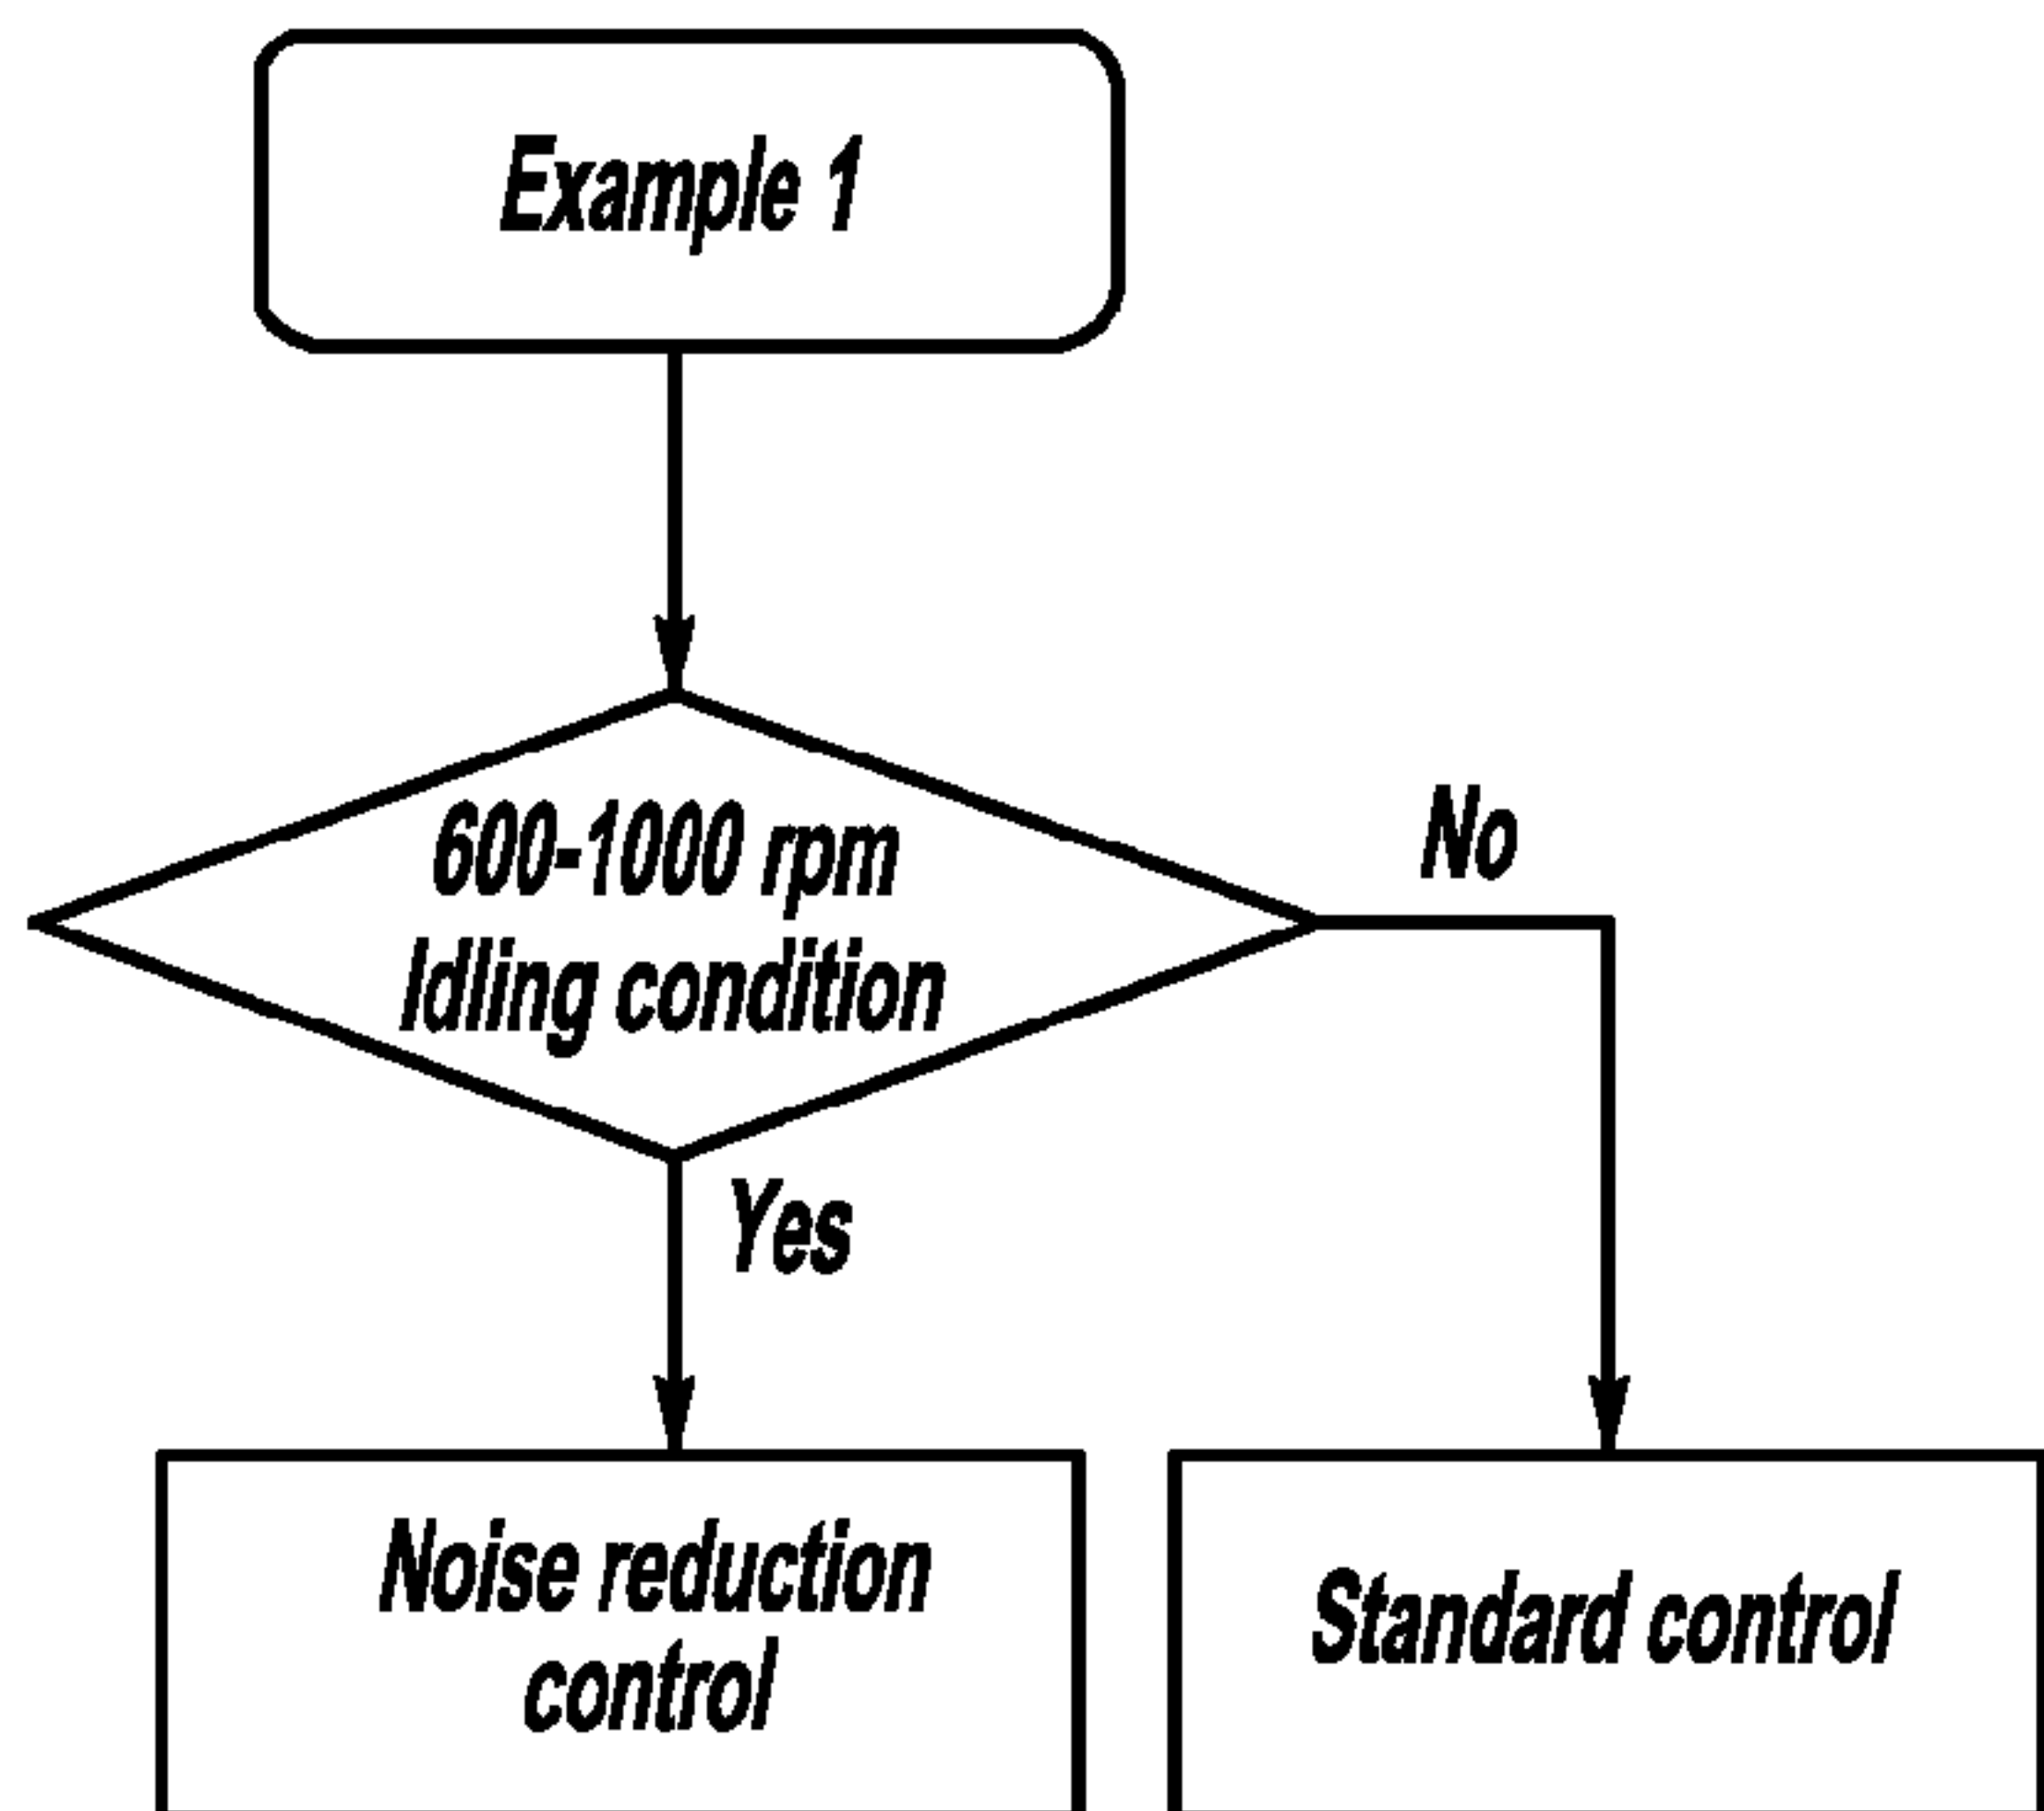 Example 1
600-1000 rpm
Idling condition
No
Yes
Noise reduction
control
Standard control